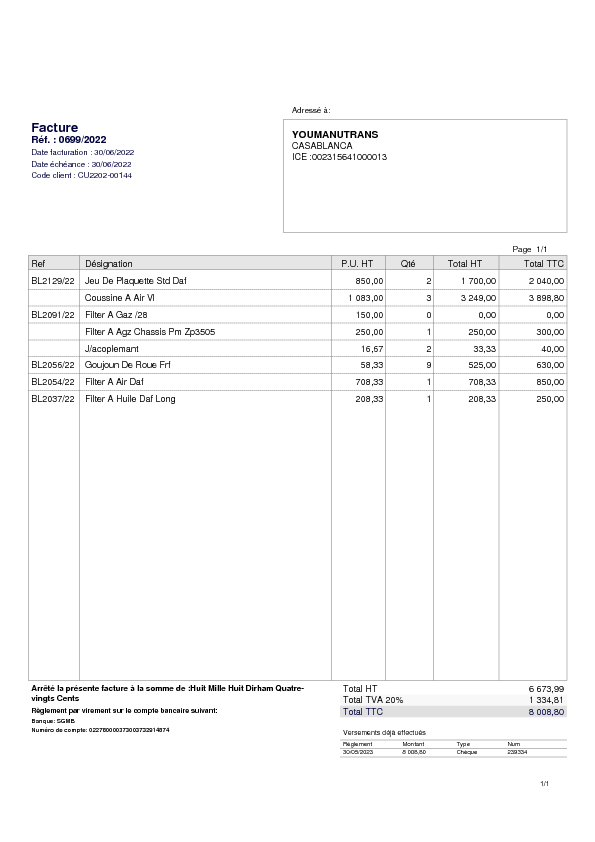 Adressé à:
Facture
Réf. : 0699/2022
Date facturation : 30/06/2022
Date échéance : 30/06/2022
Code client : CU2202-00144
YOUMANUTRANS
CASABLANCA
ICE :002315641000013
Page 1/1
Ref Désignation P.U. HT Qté Total HT Total TTC
BL2129/22 Jeu De Plaquette Std Daf 850,00 2 1 700,00 2 040,00
Coussine A Air Vl 1 083,00 3 3 249,00 3 898,80
BL2091/22 Filter A Gaz /28 150,00 0 0,00 0,00
Filter A Agz Chassis Pm Zp3505 250,00 1 250,00 300,00
J/acoplement 16,67 2 33,33 40,00
BL2056/22 Goujoun De Roue Frf 58,33 9 525,00 630,00
BL2054/22 Filter A Air Daf 708,33 1 708,33 850,00
BL2037/22 Filter A Huile Daf Long 208,33 1 208,33 250,00
Arrêté la présente facture à la somme de :Huit Mille Huit Dirham Quatre-
vingts Cents
Règlement par virement sur le compte bancaire suivant:
Banque: SGMB
Numéro de compte: 022780000373003732914874
Total HT 6 673,99
Total TVA 20% 1 334,81
Total TTC 8 008,80
Versements déjà effectués
Règlement Montant Type Num
30/05/2023 8 008,80 Chèque 239334
1/1